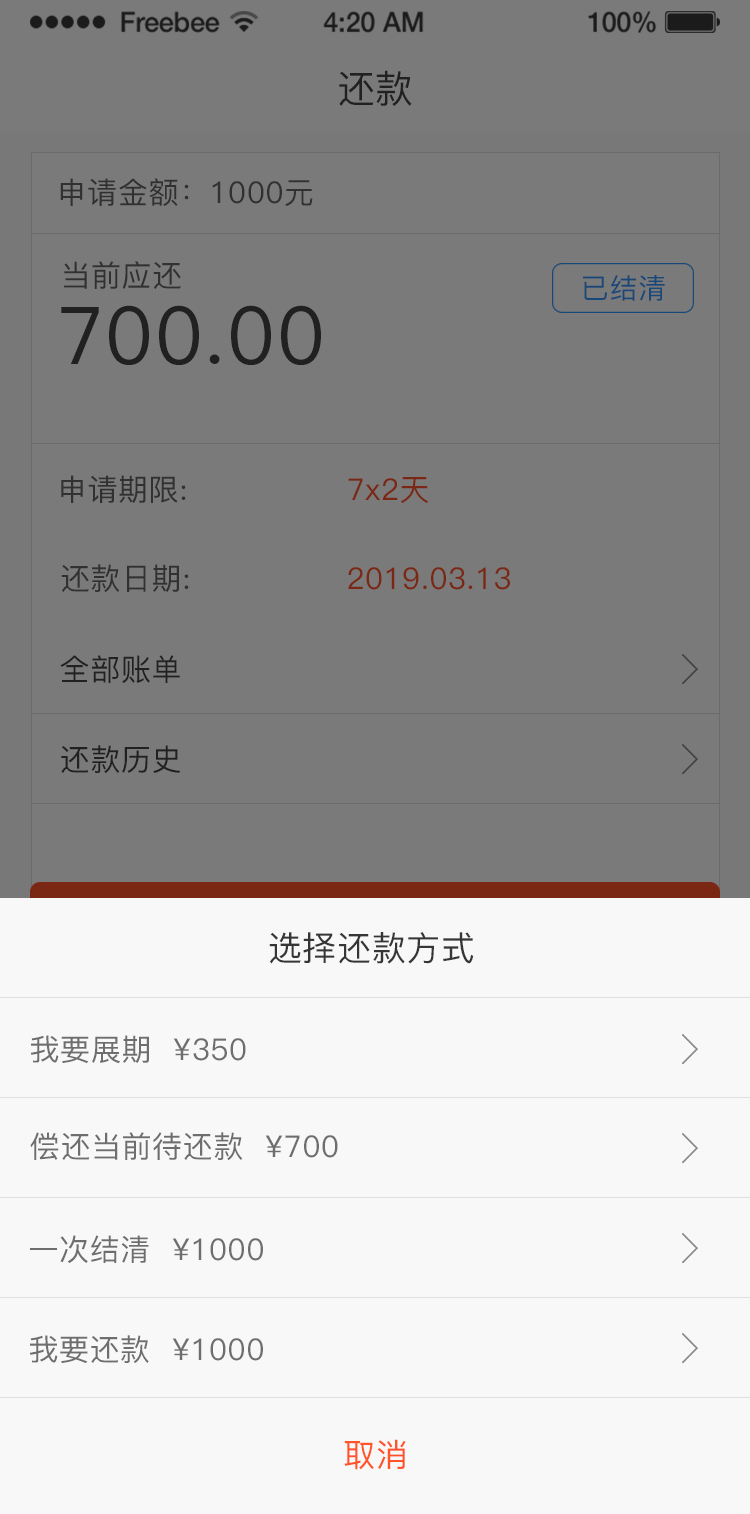 ●●●●● Freebee 4:20 AM 100%
还款
申请金额：1000元
当前应还
已结清
700.00
申请期限: 7x2天
还款日期: 2019.03.13
全部账单
还款历史
选择还款方式
我要展期 ¥350
偿还当前待还款 ¥700
一次结清 ¥1000
我要还款 ¥1000
取消